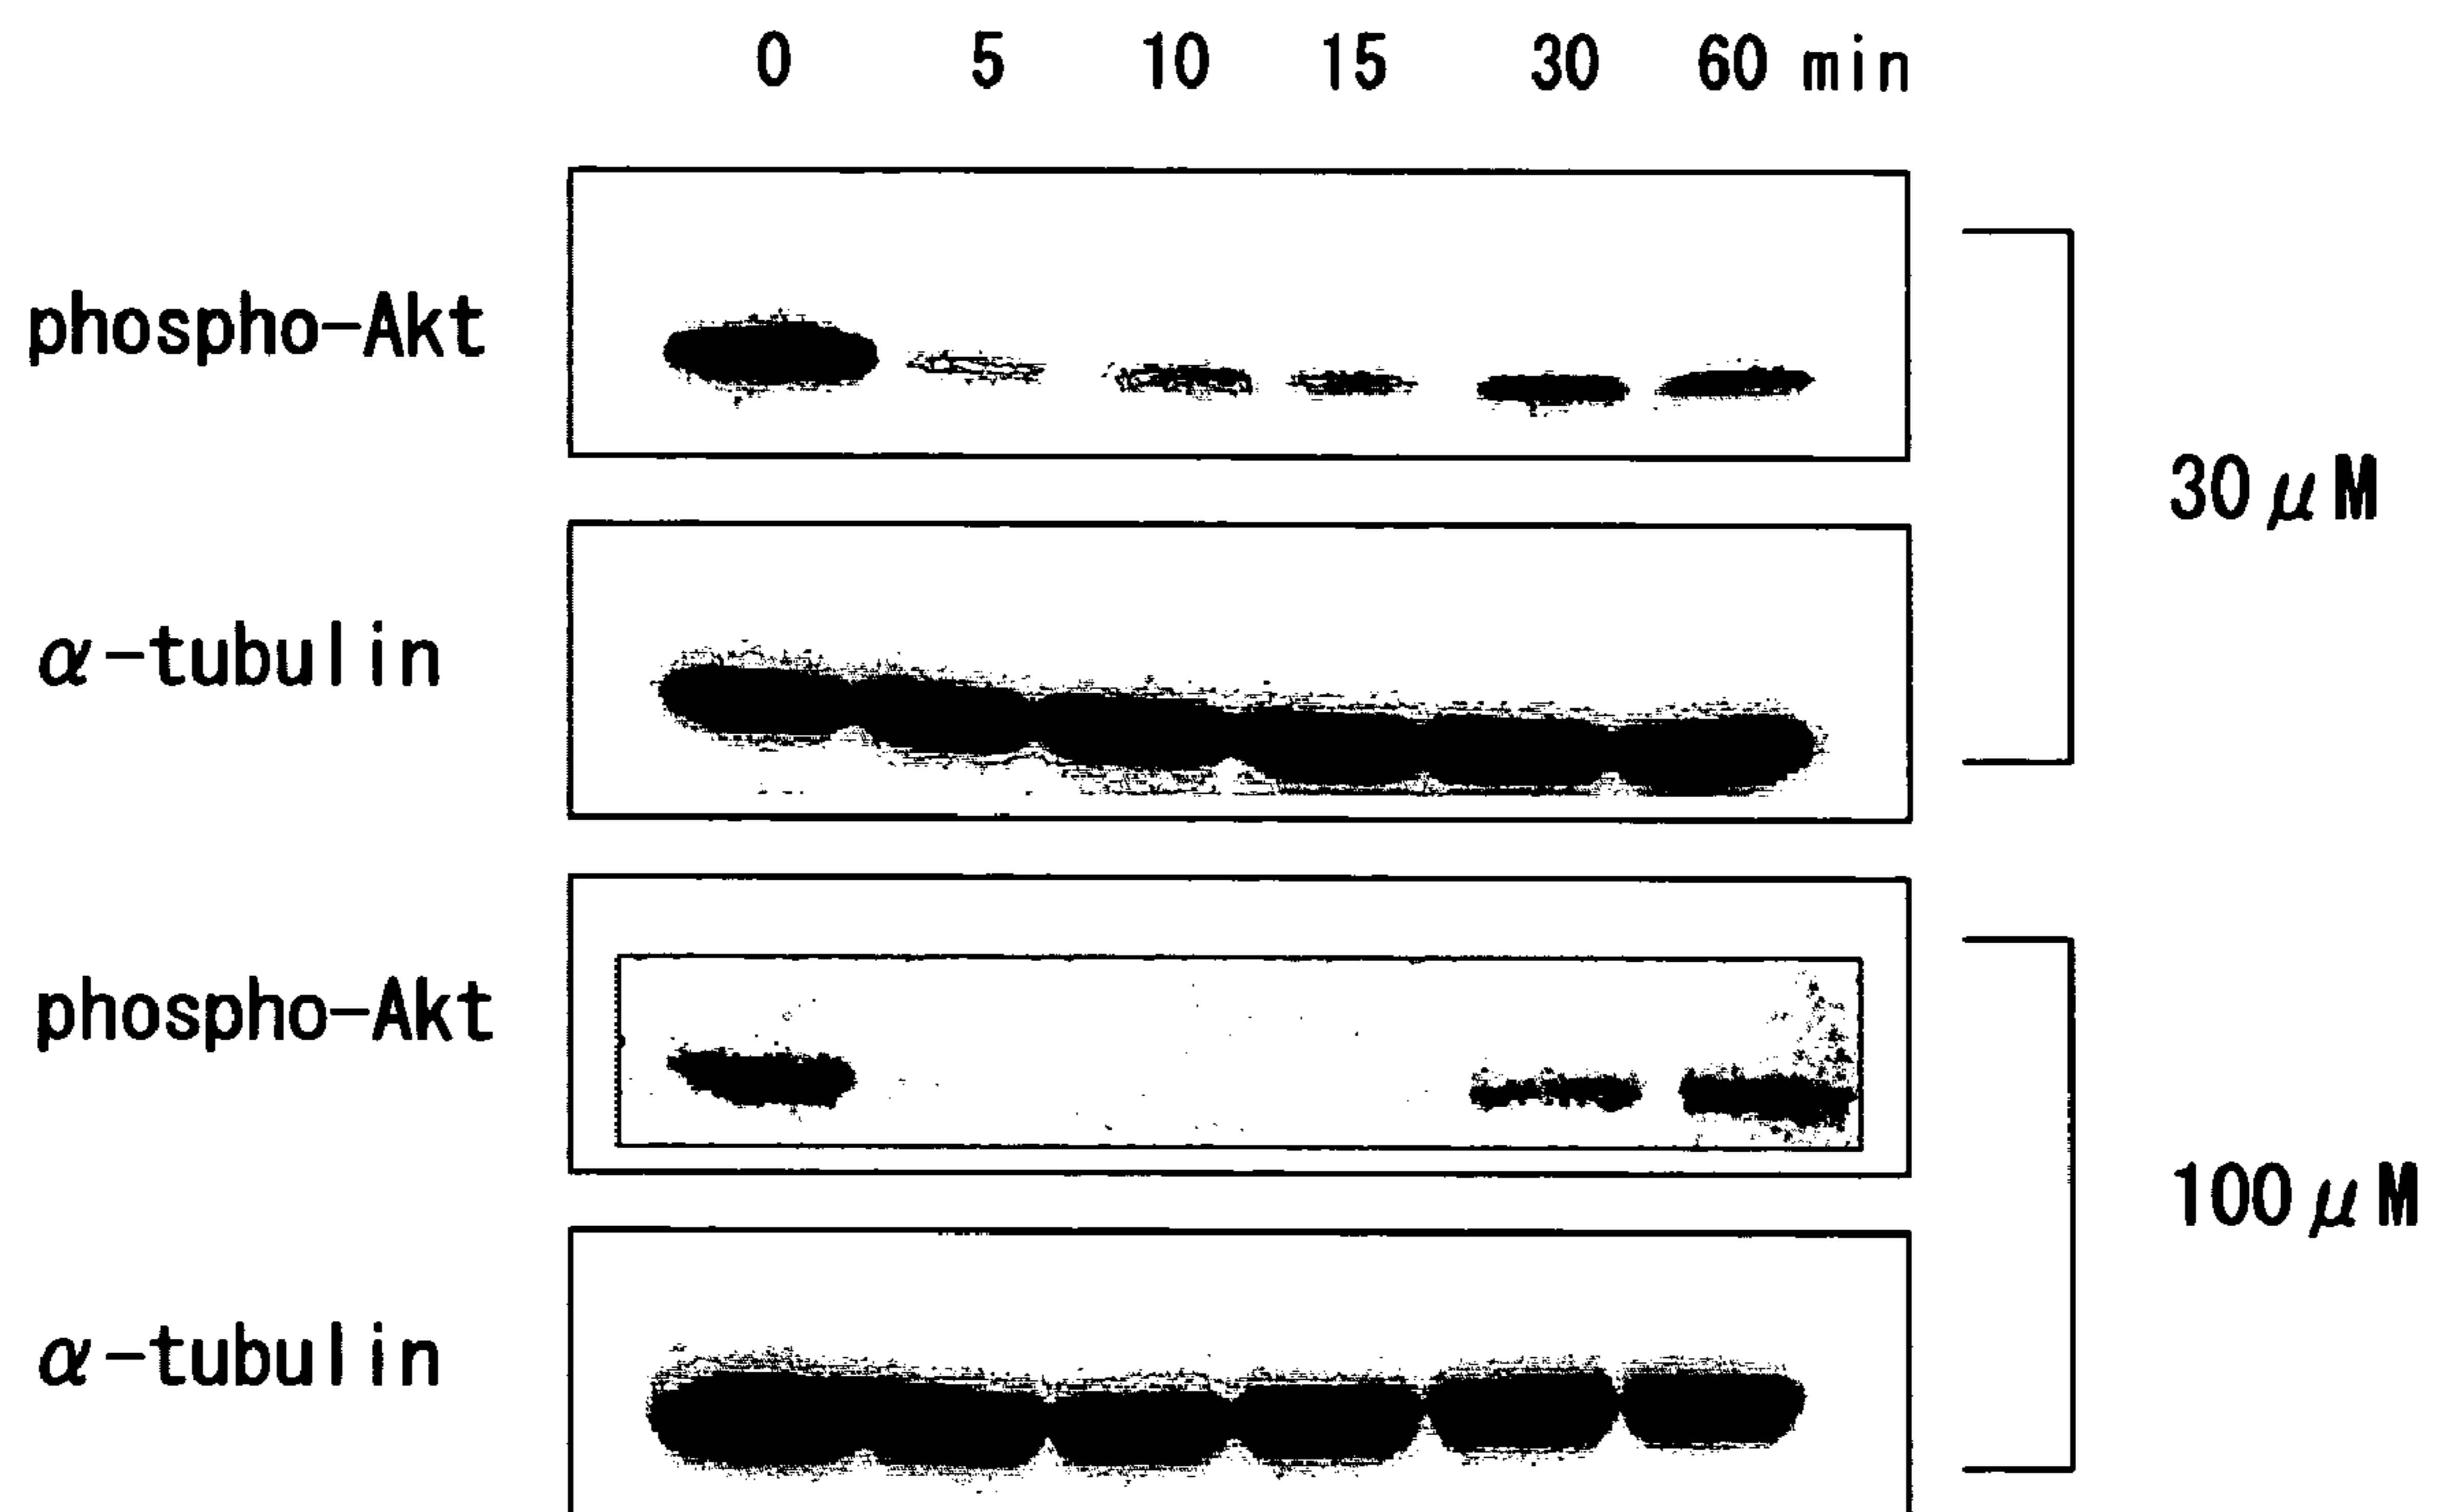 0 5 10 15 30 60 min
phospho-Akt
30μM
α-tubulin
phospho-Akt
100μM
α-tubulin